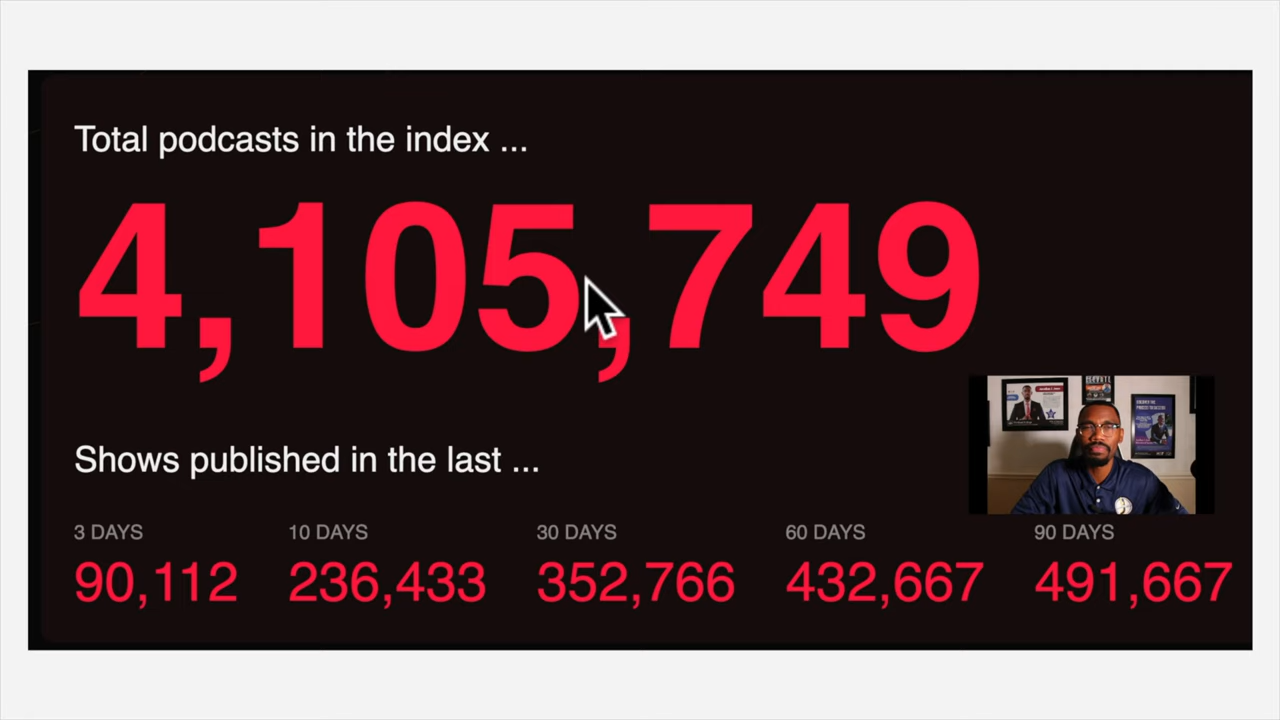 Total podcasts in the index ...
4,105,749
Shows published in the last ...
3 DAYS 10 DAYS 30 DAYS 60 DAYS 90 DAYS
90,112 236,433 352,766 432,667 491,667